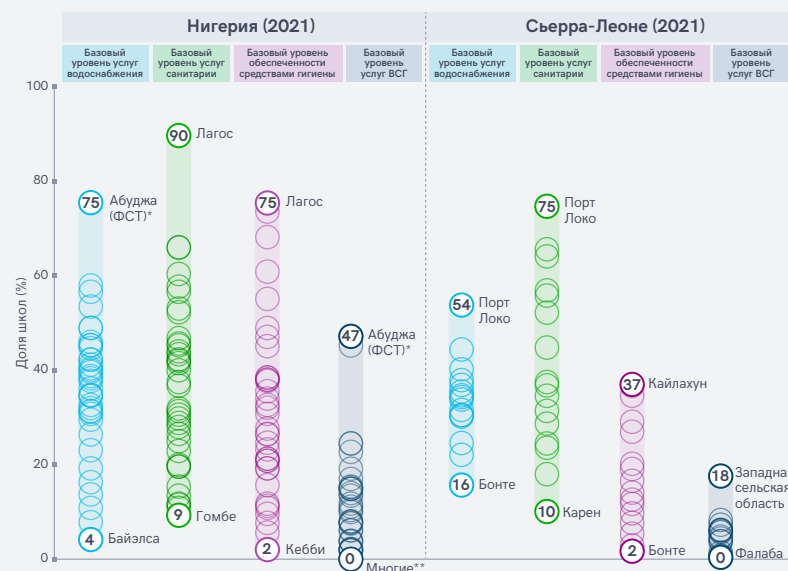 Нигерия (2021)
Базовый
уровень услуг
водоснабжения
Базовый
уровень услуг
санитарии
Базовый уровень
обеспеченности
средствами гигиены
Базовый
уровень
услуг ВСГ
Сьерра-Леоне (2021)
Базовый
уровень услуг
водоснабжения
Базовый
уровень услуг
санитарии
Базовый уровень
обеспеченности
средствами гигиены
Базовый
уровень
услуг ВСГ
Доля школ (%)
100
80
60
40
20
0
75
Абуджа
(ФСТ)*
4
Байэлса
90
Лагос
9
Гомбе
75
Лагос
2
Кебби
47
Абуджа
(ФСТ)*
0
Многие**
54
Порт
Локо
16
Бонте
75
Порт
Локо
10
Карен
37
Кайлахун
2
Бонте
18
Западна
сельская
область
0
Фалаба